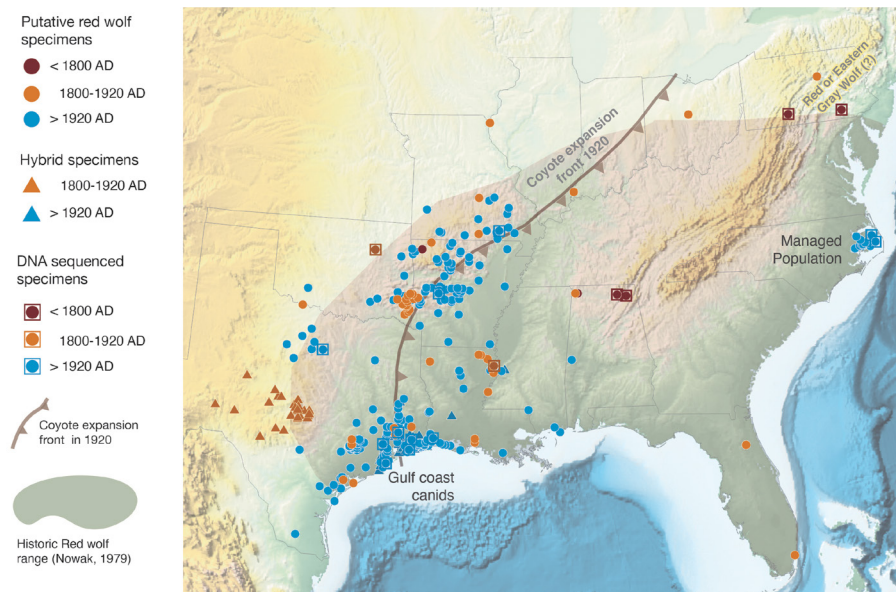 Putative red wolf
specimens
< 1800 AD
1800-1920 AD
> 1920 AD
Hybrid specimens
1800-1920 AD
> 1920 AD
DNA sequenced
specimens
< 1800 AD
1800-1920 AD
> 1920 AD
Coyote expansion
front in 1920
Historic Red wolf
range (Nowak, 1979)
Red or Eastern
Gray Wolf (?)
Coyote expansion
front 1920
Managed
Population
Gulf coast
canids